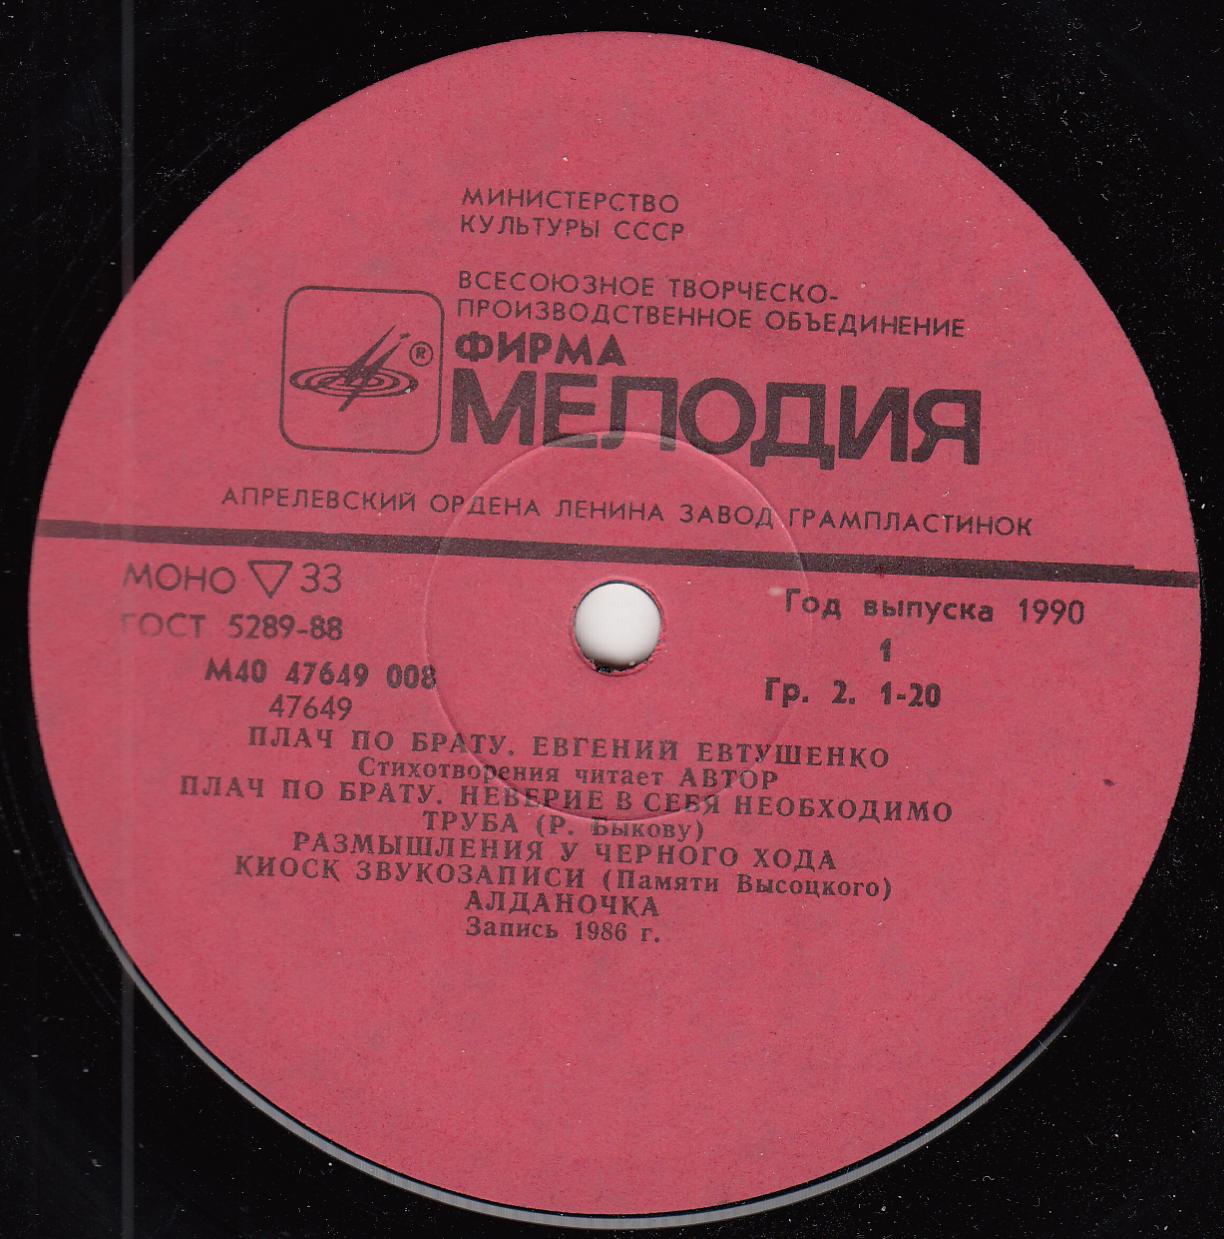 МИНИСТЕРСТВО
КУЛЬТУРЫ СССР
ВСЕСОЮЗНОЕ ТВОРЧЕСКО-
ПРОИЗВОДСТВЕННОЕ ОБЪЕДИНЕНИЕ
ФИРМА
®
МЕЛОДИЯ
АПРЕЛЕВСКИЙ ОРДЕНА ЛЕНИНА ЗАВОД ГРАМПЛАСТИНОК
МОНО ▽ 33
ГОСТ 5289-88
М40 47649 008
47649
Год выпуска 1990
1
Гр. 2. 1-20
ПЛАЧ ПО БРАТУ. ЕВГЕНИЙ ЕВТУШЕНКО
Стихотворения читает АВТОР
ПЛАЧ ПО БРАТУ. НЕВЕРИЕ В СЕБЯ НЕОБХОДИМО
ТРУБА (Р. Быкову)
РАЗМЫШЛЕНИЯ У ЧЕРНОГО ХОДА
КИОСК ЗВУКОЗАПИСИ (Памяти Высоцкого)
АЛДАНОЧКА
Запись 1986 г.